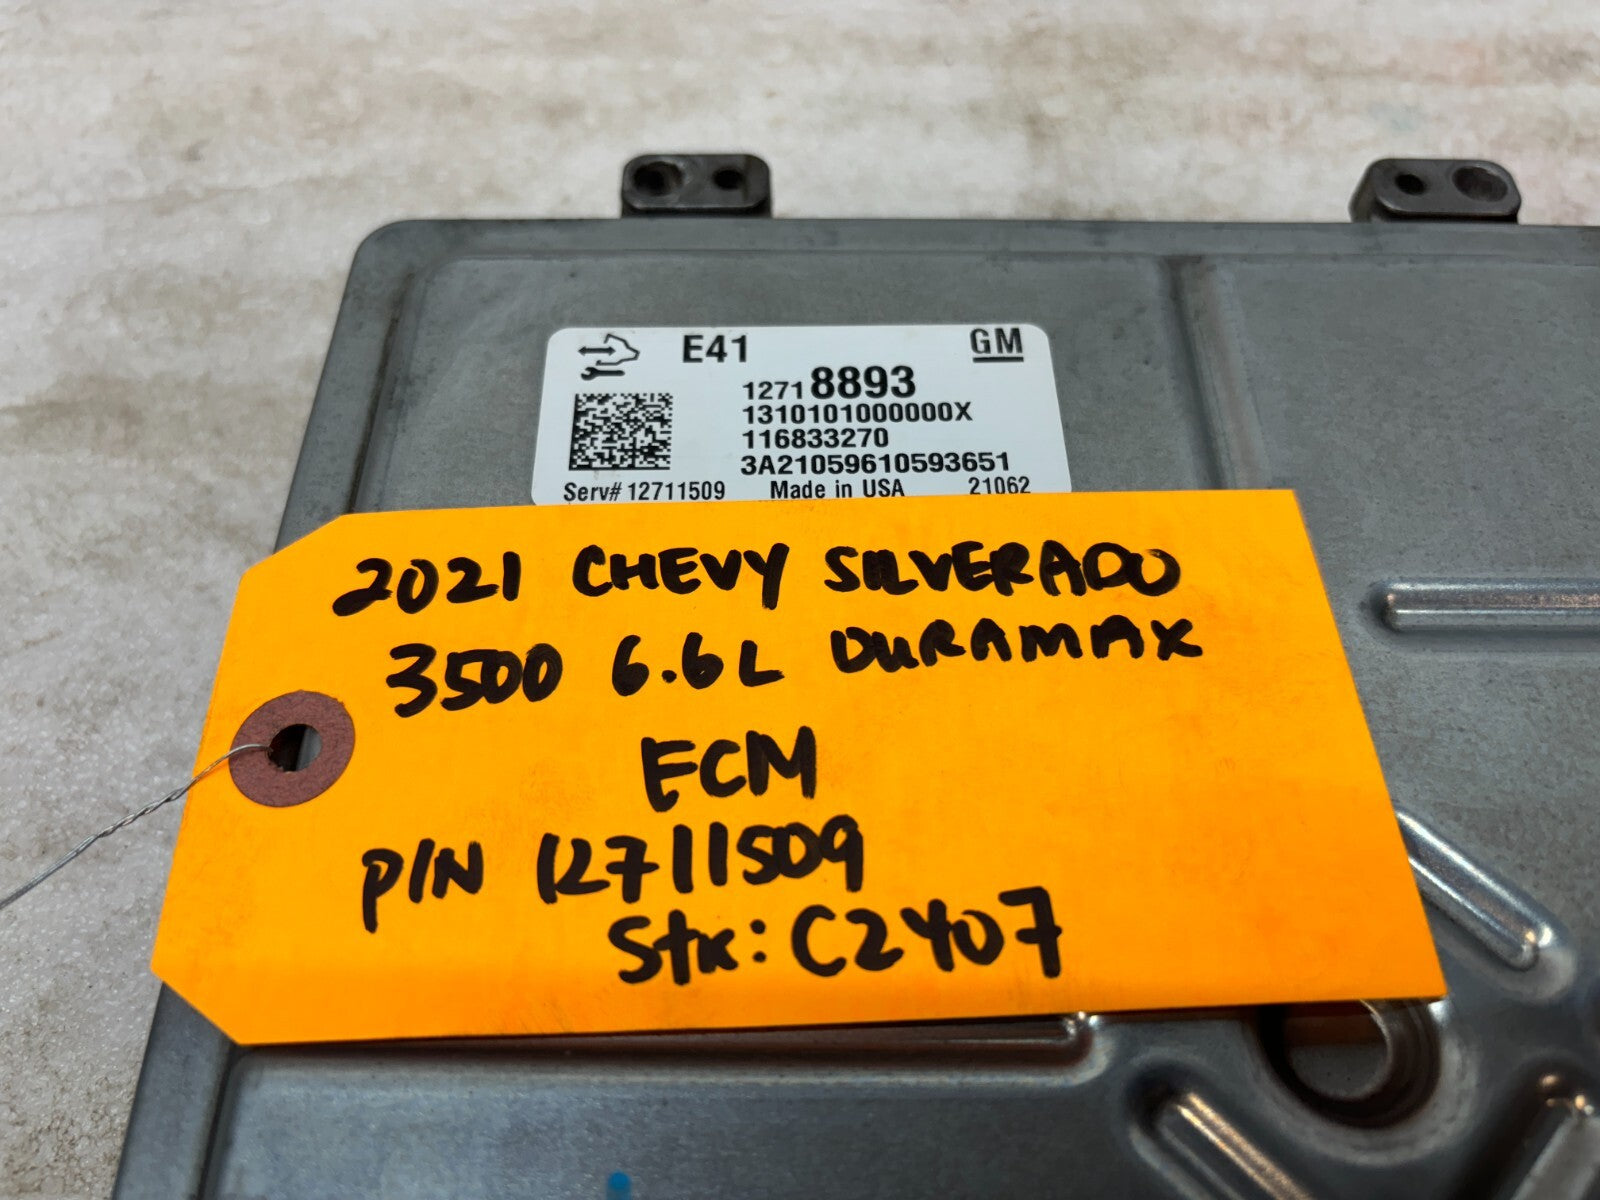 E41 GM
12718893
1310101000000X
116833270
3A21059610593651
Serv# 12711509 Made in USA 21062
2021 CHEVY SILVERADO
3500 6.6L DURAMAX
ECM
P/N 12711509
Stk: C2407